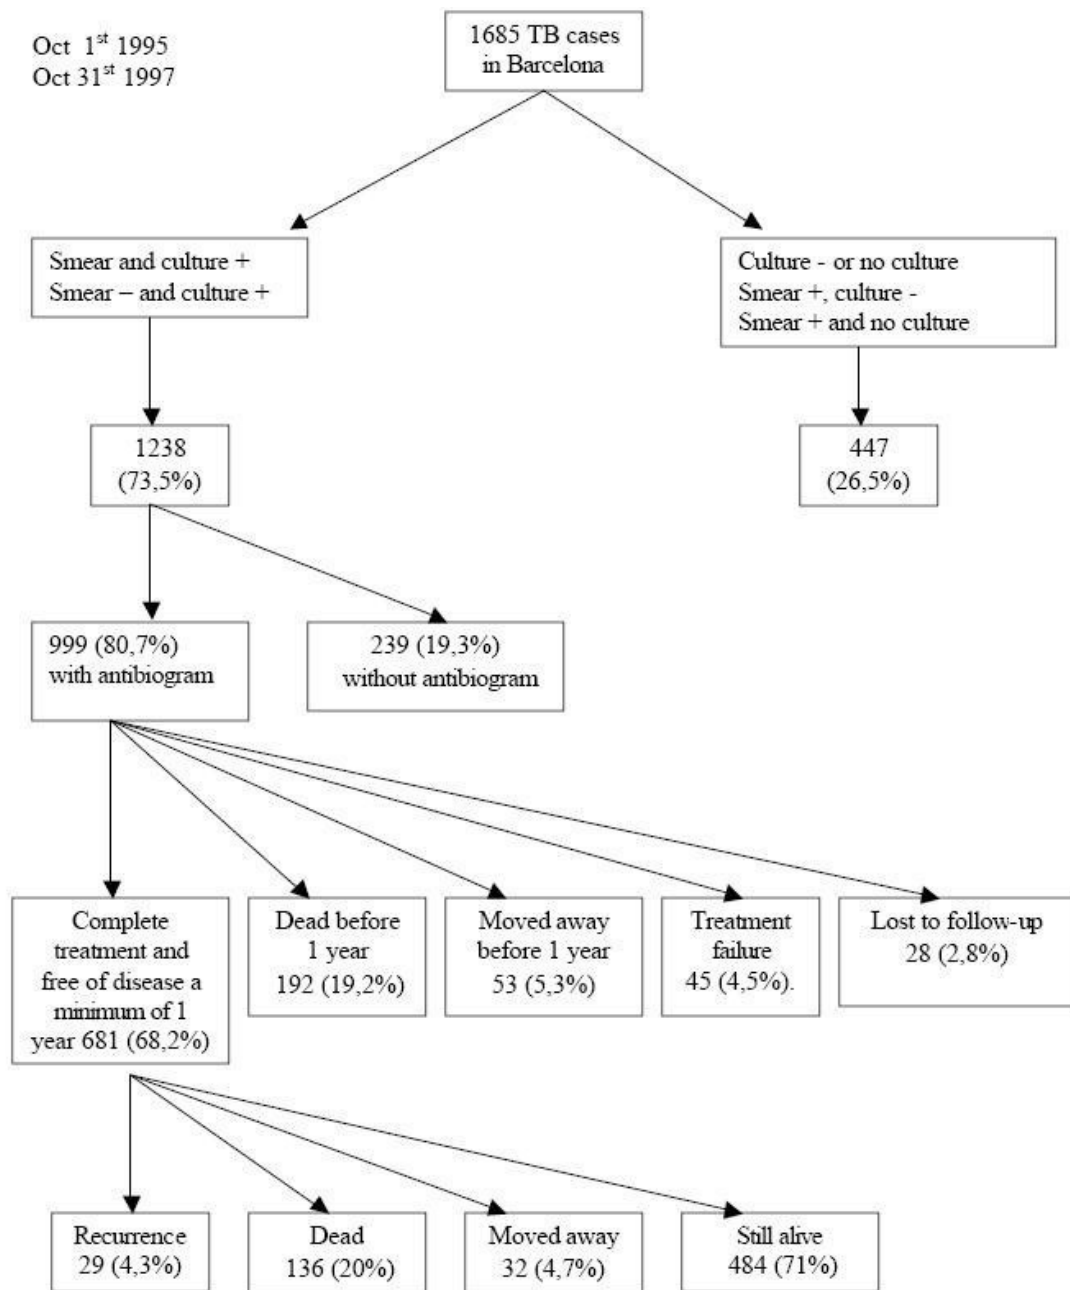 Oct 1st 1995
Oct 31st 1997
1685 TB cases
in Barcelona
Smear and culture +
Smear – and culture +
Culture - or no culture
Smear +, culture -
Smear + and no culture
1238
(73,5%)
447
(26,5%)
999 (80,7%)
with antibiogram
239 (19,3%)
without antibiogram
Complete
treatment and
free of disease a
minimum of 1
year 681 (68,2%)
Dead before
1 year
192 (19,2%)
Moved away
before 1 year
53 (5,3%)
Treatment
failure
45 (4,5%).
Lost to follow-up
28 (2,8%)
Recurrence
29 (4,3%)
Dead
136 (20%)
Moved away
32 (4,7%)
Still alive
484 (71%)